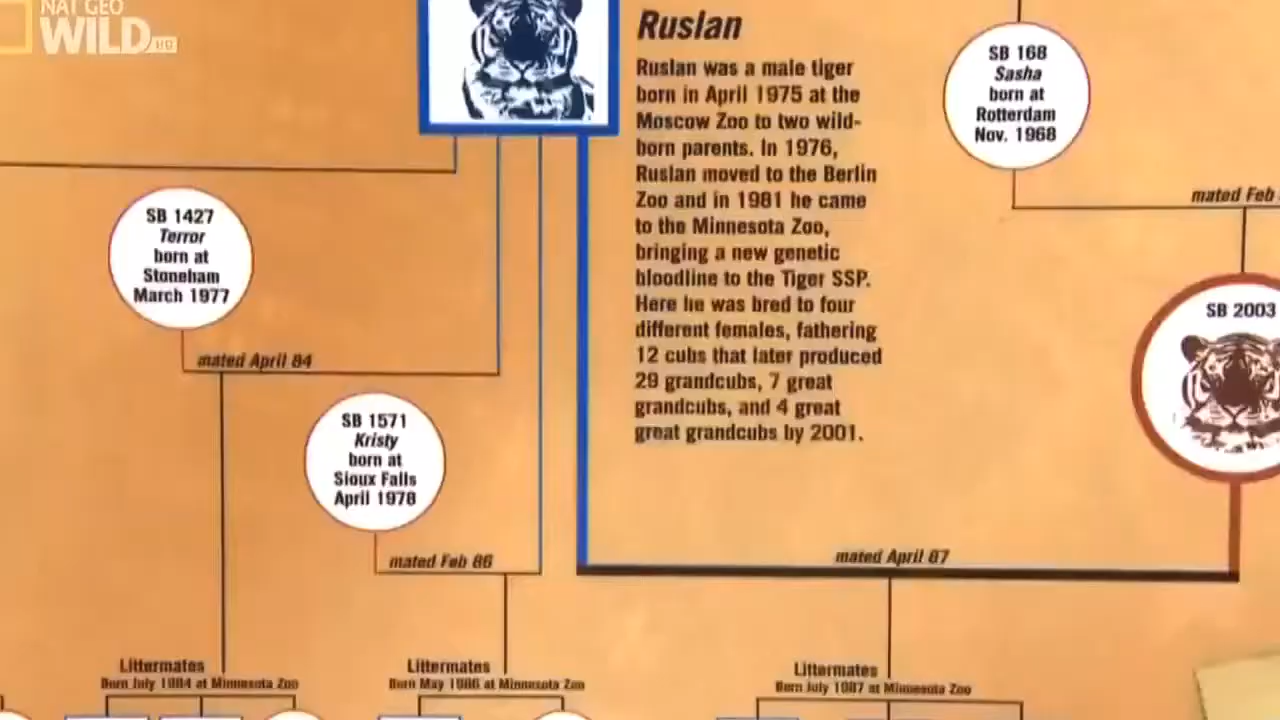 NAT GEO
WILD HD
Ruslan
Ruslan was a male tiger
born in April 1975 at the
Moscow Zoo to two wild-
born parents. In 1976,
Ruslan moved to the Berlin
Zoo and in 1981 he came
to the Minnesota Zoo,
bringing a new genetic
bloodline to the Tiger SSP.
Here he was bred to four
different females, fathering
12 cubs that later produced
29 grandcubs, 7 great
grandcubs, and 4 great
great grandcubs by 2001.
SB 168
Sasha
born at
Rotterdam
Nov. 1968
mated Feb
SB 2003
SB 1427
Terror
born at
Stoneham
March 1977
mated April 84
SB 1571
Kristy
born at
Sioux Falls
April 1978
mated Feb 86
mated April 87
Littermates
Born July 1984 at Minnesota Zoo
Littermates
Born May 1986 at Minnesota Zoo
Littermates
Born July 1987 at Minnesota Zoo